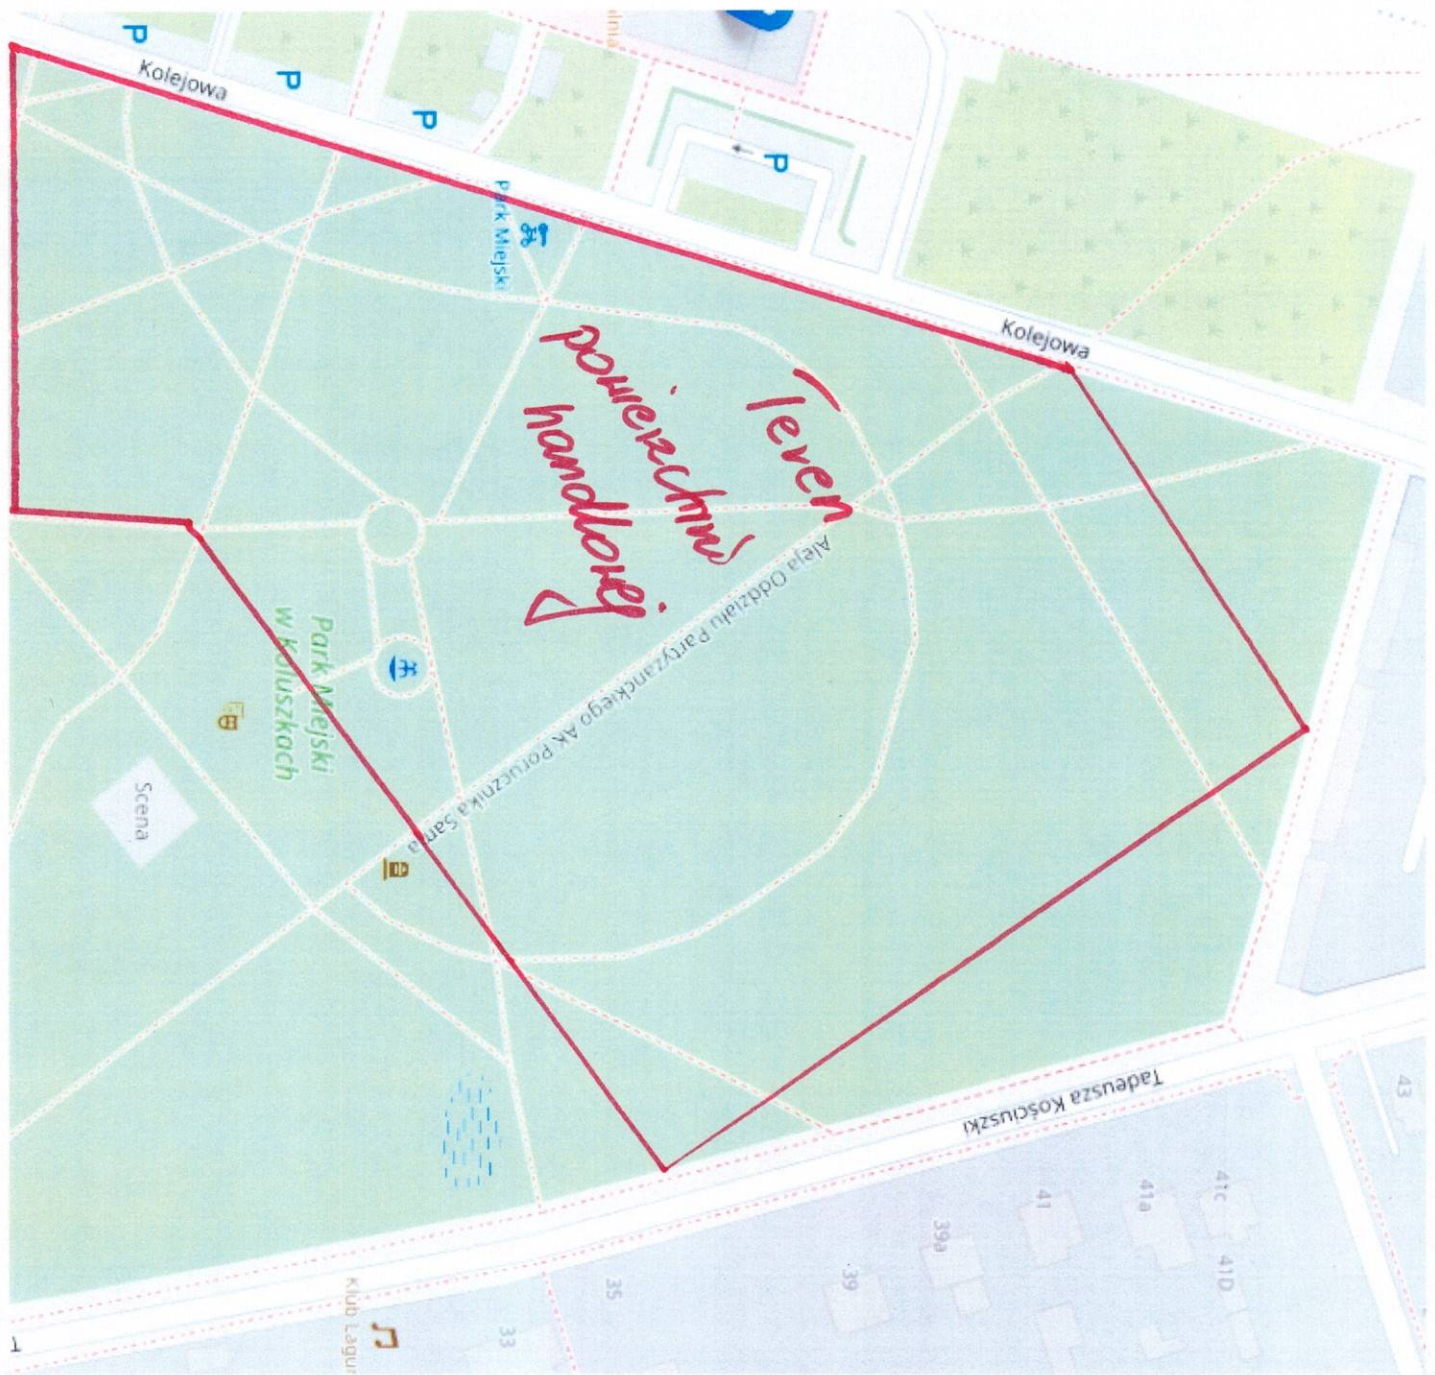 P
P
P
P
Kolejowa
Kolejowa
Park Miejski
Teren
powierzchni
handlowej
Aleja Oddziału Partyzanckiego AK Porucznika Sama
Park Miejski
w Koluszkach
Scena
Tadeusza Kościuszki
43
41c
41a
41
39a
41D
39
35
33
Klub Lagu
T